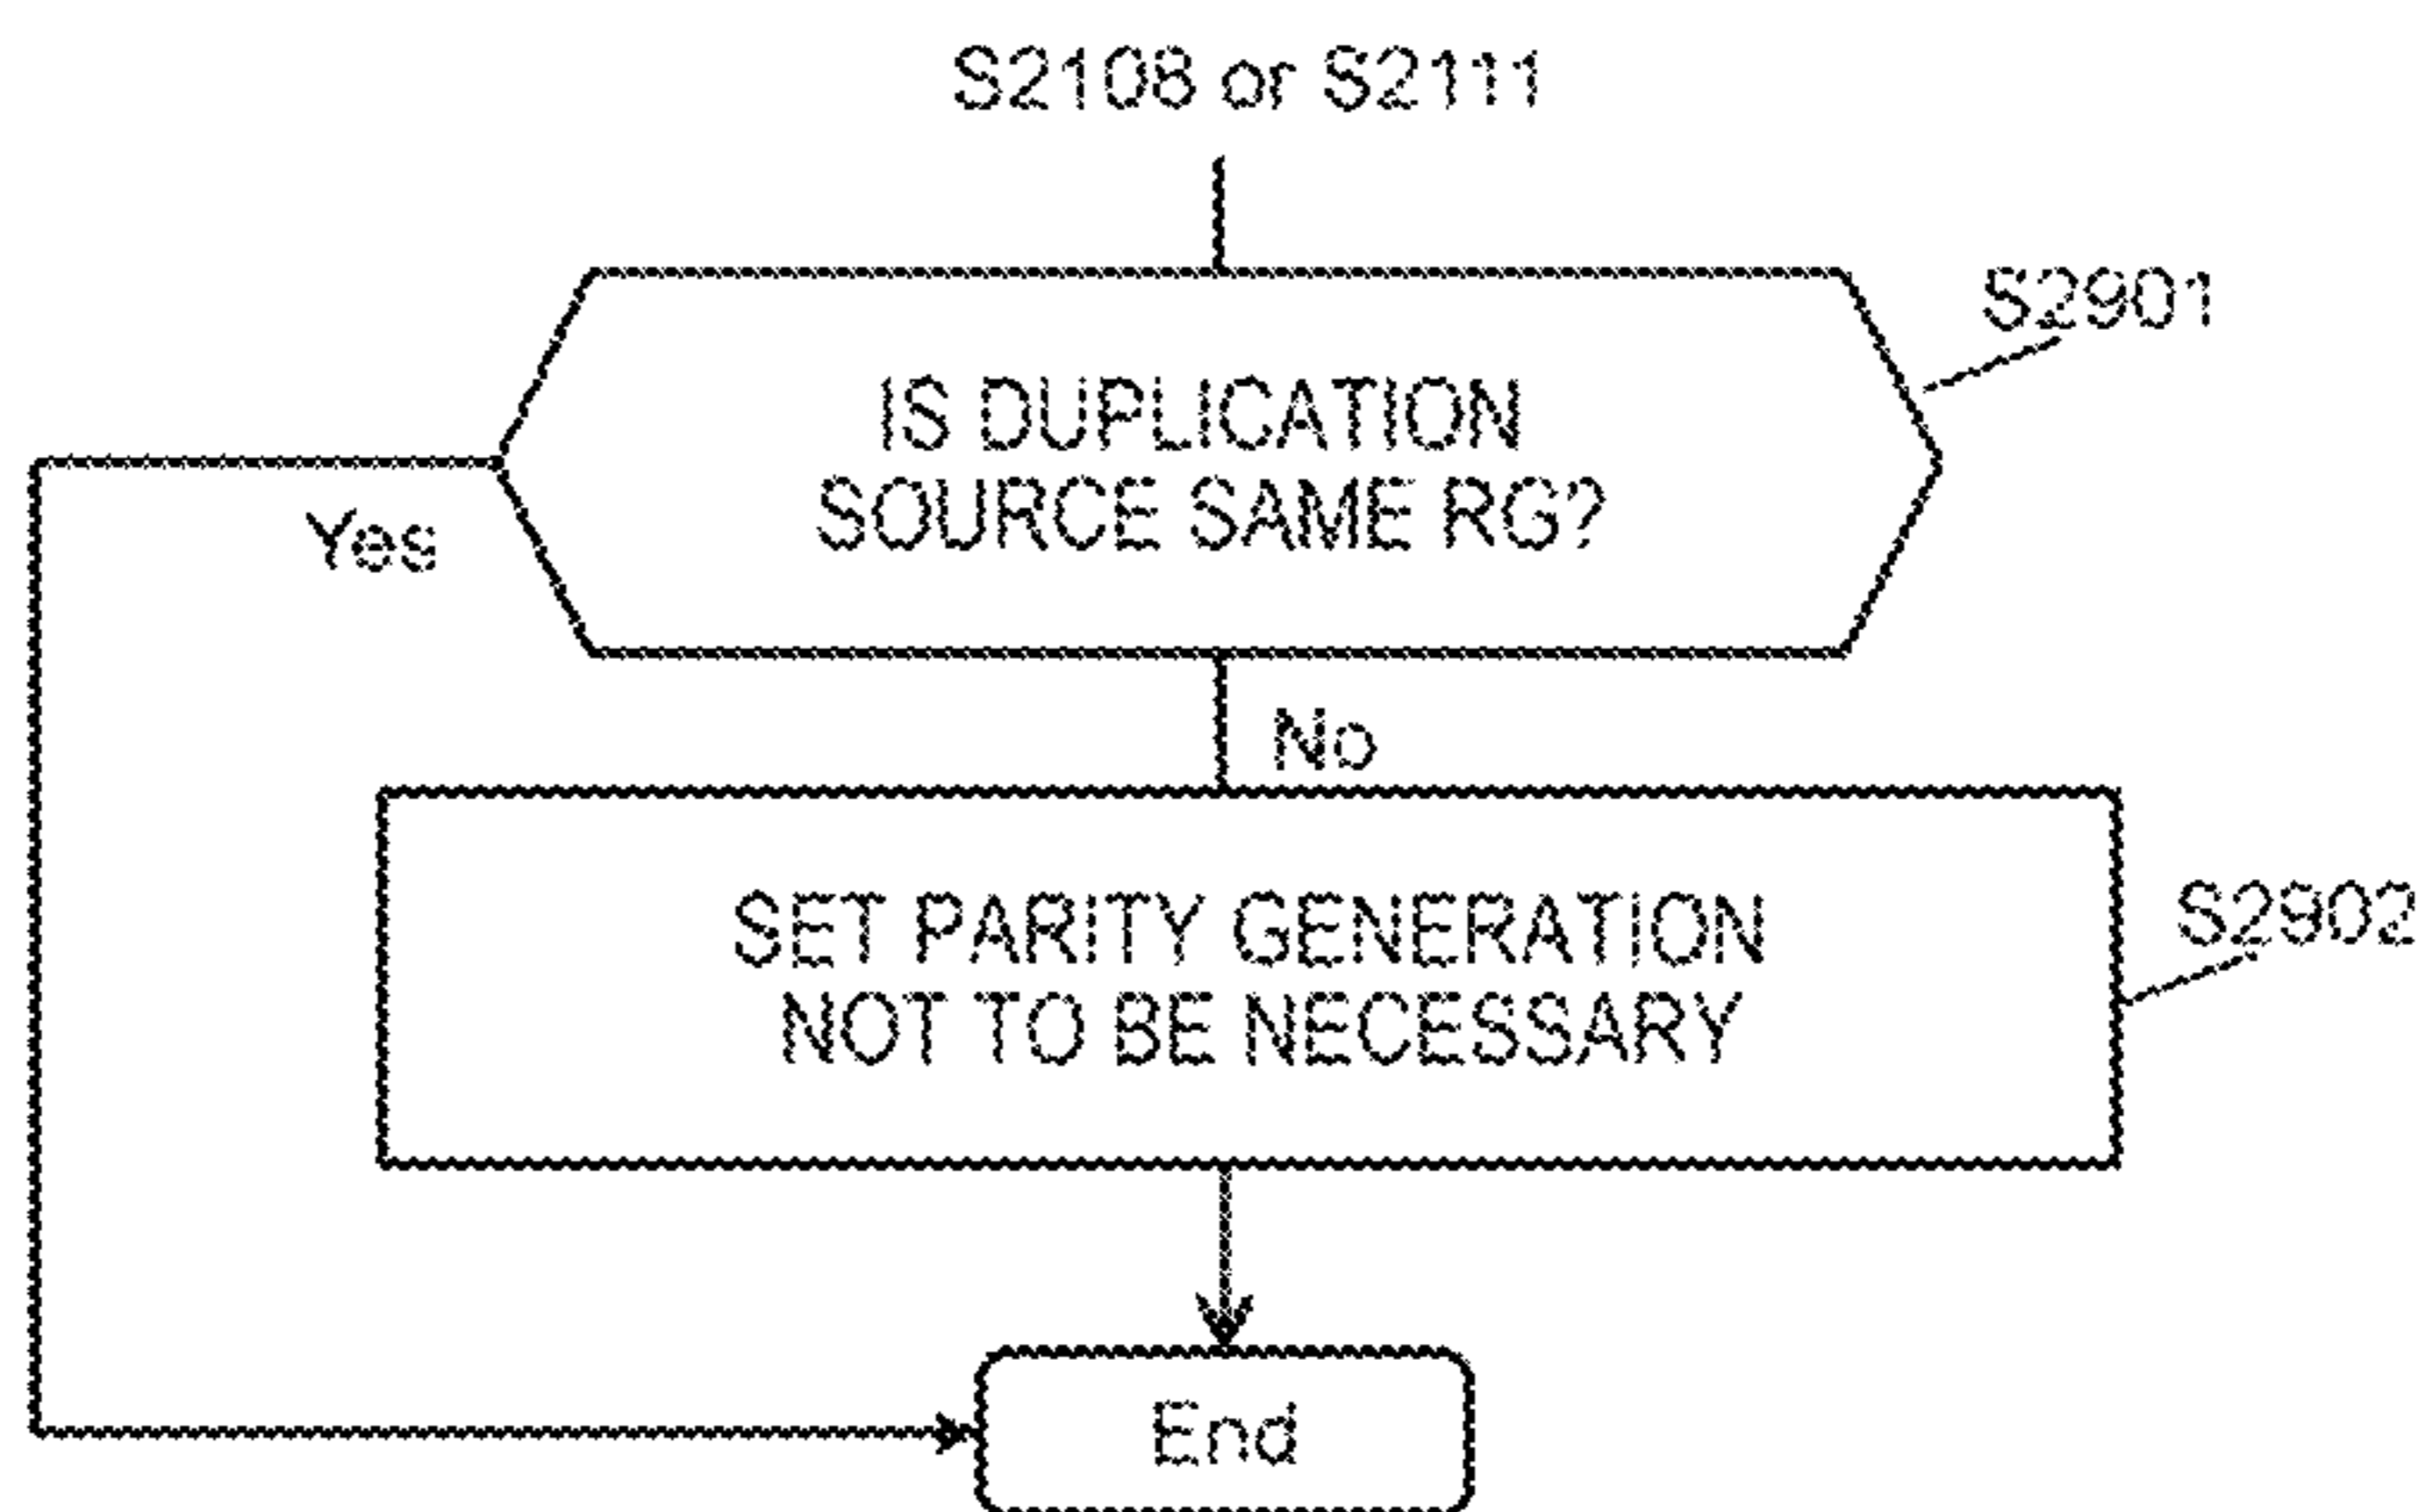 S2108 or S2111
S2901
IS DUPLICATION
SOURCE SAME RG?
Yes
No
SET PARITY GENERATION
NOT TO BE NECESSARY
S2902
End